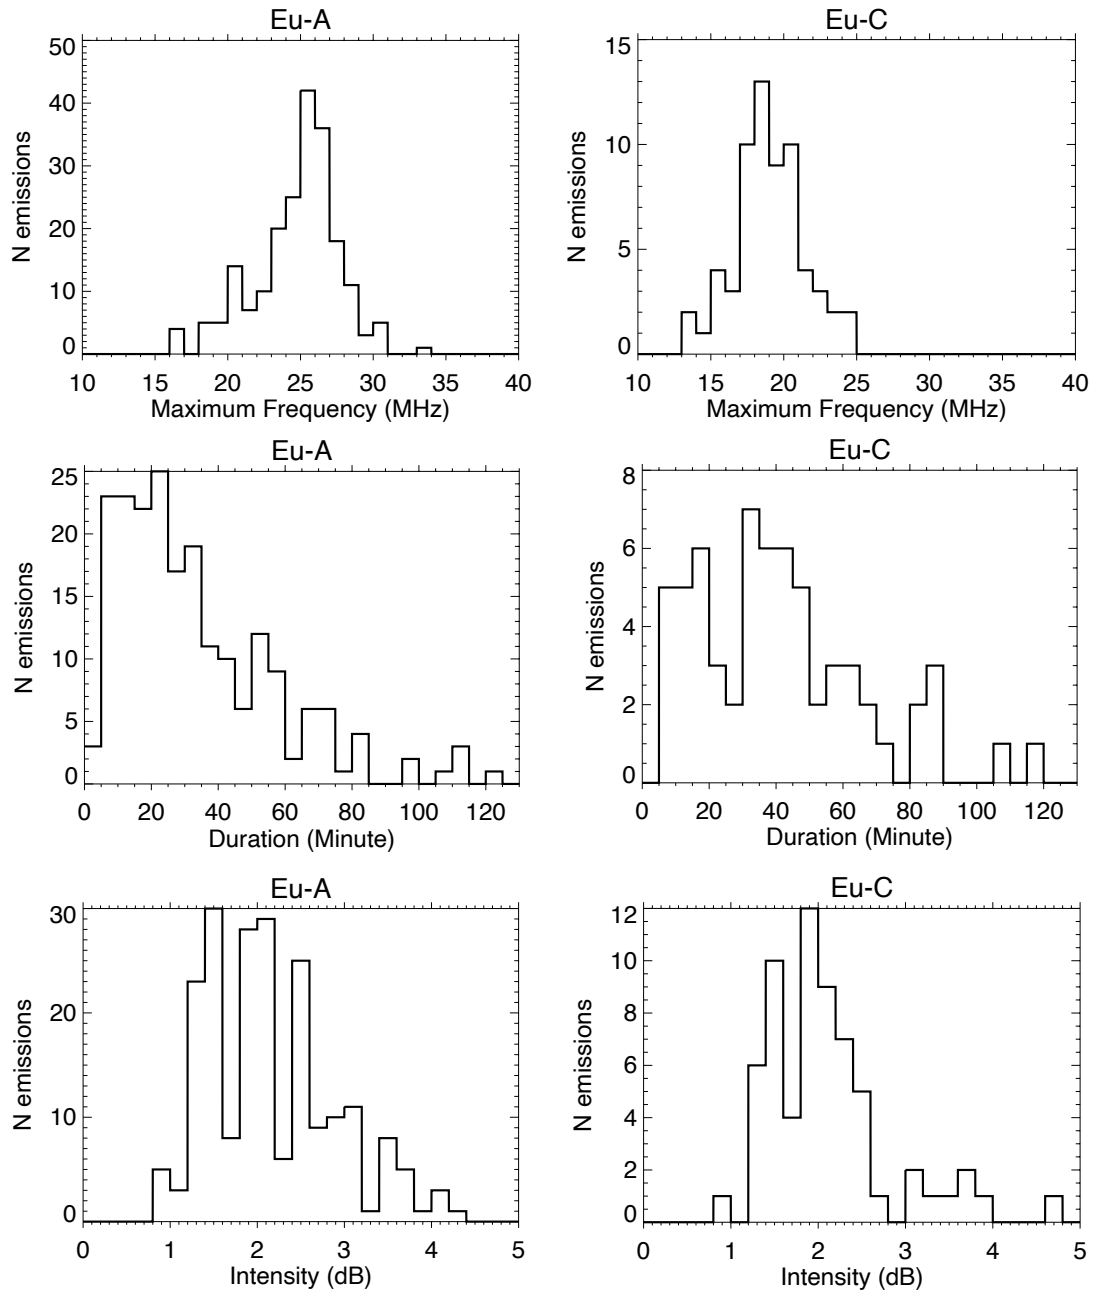 Eu-A
50
40
30
20
10
0
N emissions
10 15 20 25 30 35 40
Maximum Frequency (MHz)
Eu-C
15
10
5
0
N emissions
10 15 20 25 30 35 40
Maximum Frequency (MHz)
Eu-A
25
20
15
10
5
0
N emissions
0 20 40 60 80 100 120
Duration (Minute)
Eu-C
8
6
4
2
0
N emissions
0 20 40 60 80 100 120
Duration (Minute)
Eu-A
30
20
10
0
N emissions
0 1 2 3 4 5
Intensity (dB)
Eu-C
12
10
8
6
4
2
0
N emissions
0 1 2 3 4 5
Intensity (dB)